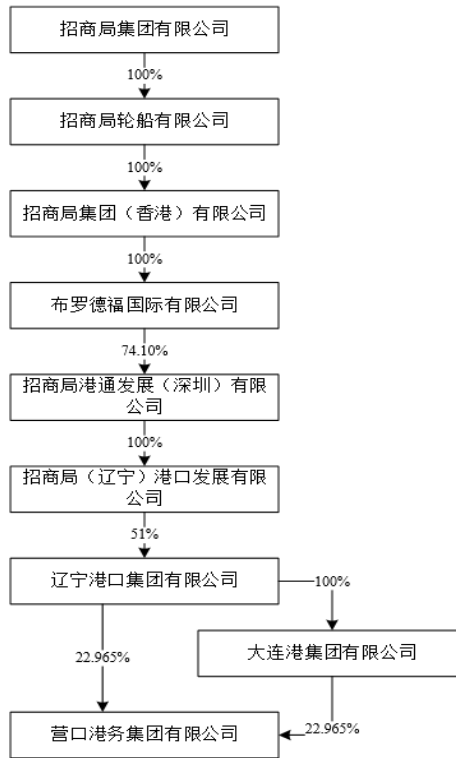 招商局集团有限公司
100%
招商局轮船有限公司
100%
招商局集团（香港）有限公司
100%
布罗德福国际有限公司
74.10%
招商局港通发展（深圳）有限
公司
100%
招商局（辽宁）港口发展有限
公司
51%
辽宁港口集团有限公司
100%
大连港集团有限公司
22.965%
22.965%
营口港务集团有限公司